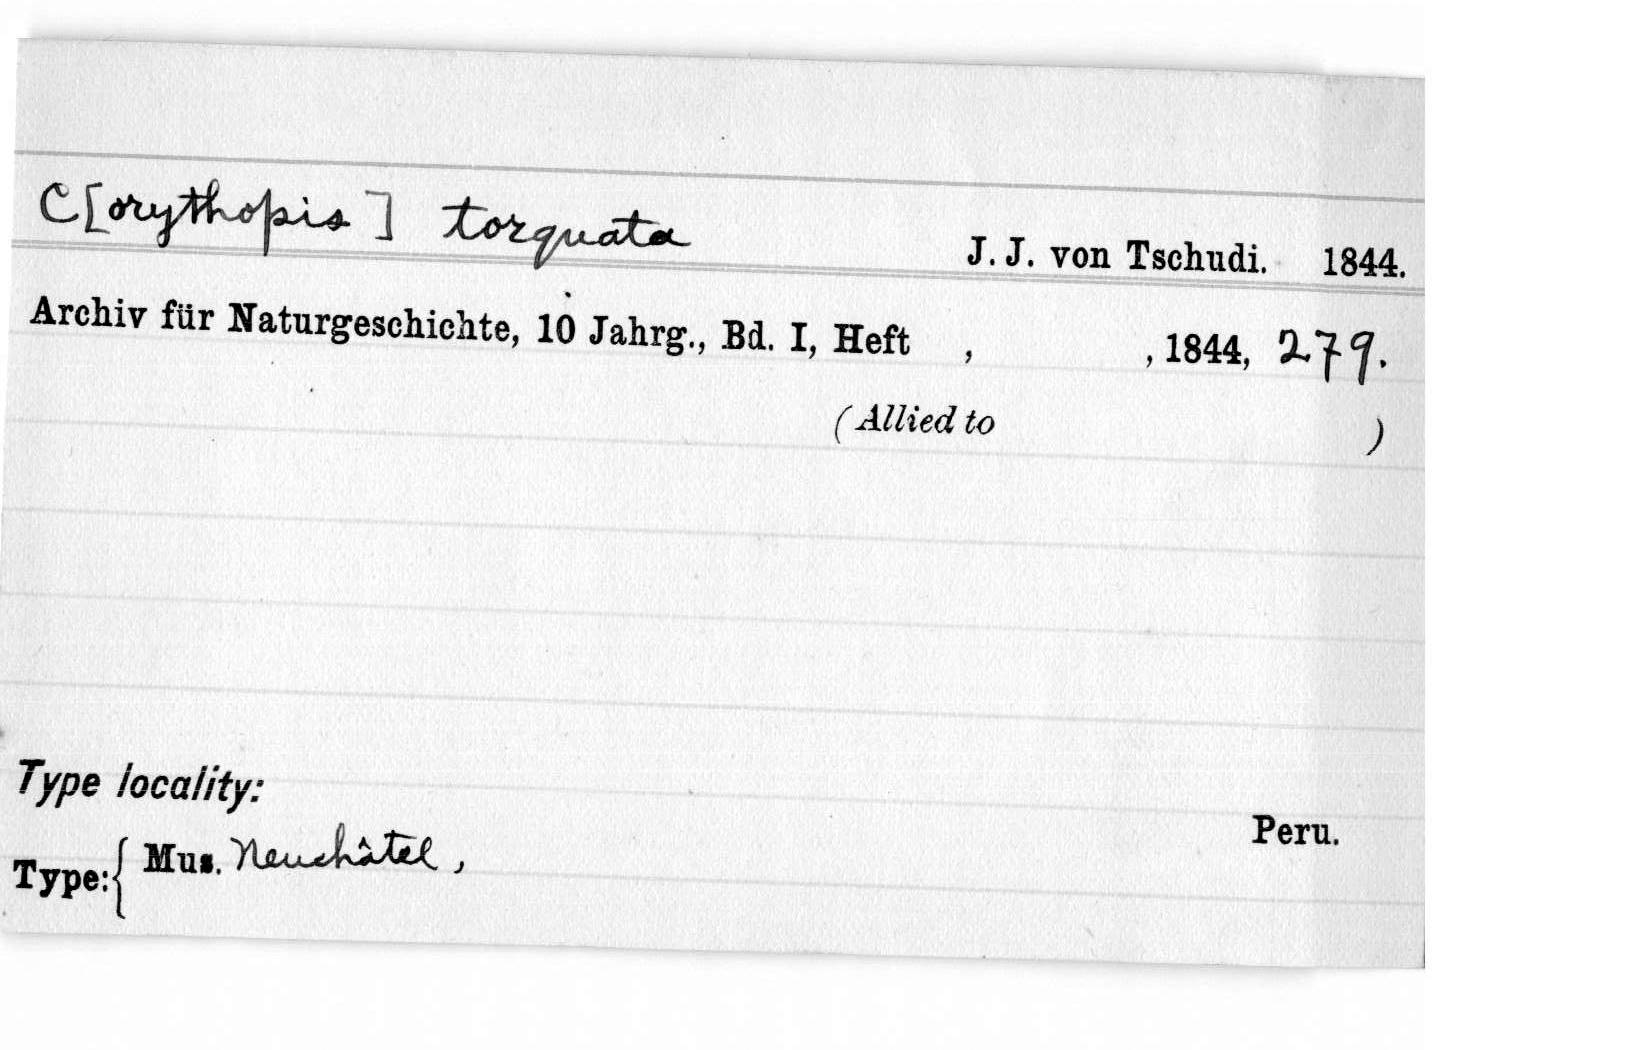 C[orythopis] torquata J. J. von Tschudi. 1844.
Archiv für Naturgeschichte, 10 Jahrg., Bd. I, Heft , , 1844, 279.
(Allied to )
Type locality:
Peru.
Type:{ Mus. Neuchâtel,